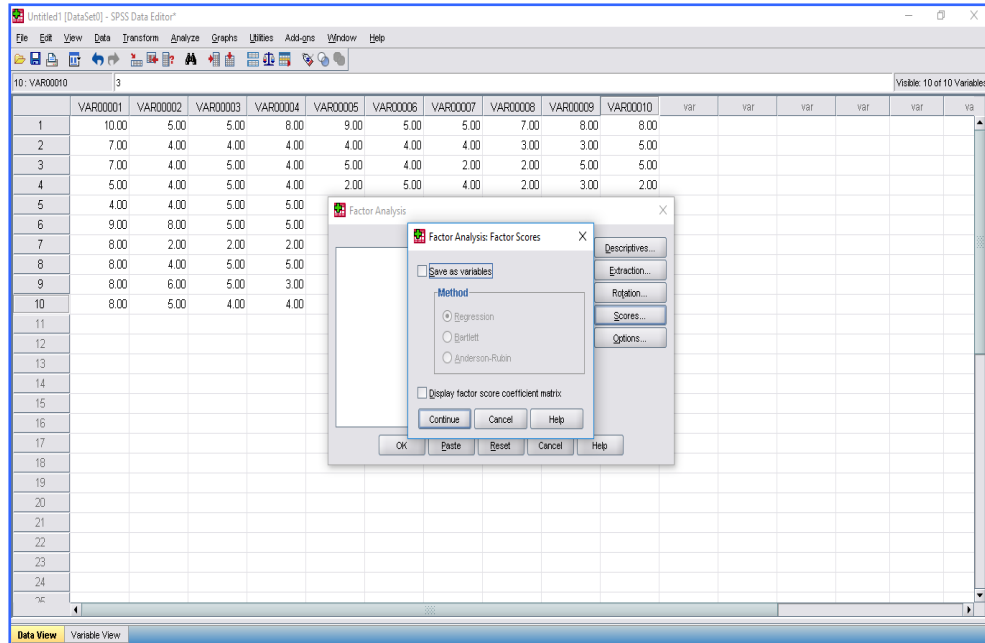 Untitled1 [DataSet0] - SPSS Data Editor*
File Edit View Data Transform Analyze Graphs Utilities Add-ons Window Help
10 : VAR00010 3 Visible: 10 of 10 Variables
VAR00001 VAR00002 VAR00003 VAR00004 VAR00005 VAR00006 VAR00007 VAR00008 VAR00009 VAR00010 var var var var var va
1 10.00 5.00 5.00 8.00 9.00 5.00 5.00 7.00 8.00 8.00
2 7.00 4.00 4.00 4.00 4.00 4.00 4.00 3.00 3.00 5.00
3 7.00 4.00 5.00 4.00 5.00 4.00 2.00 2.00 5.00 5.00
4 5.00 4.00 5.00 4.00 2.00 5.00 4.00 2.00 3.00 2.00
5 4.00 4.00 5.00 5.00
6 9.00 8.00 5.00 5.00
7 8.00 2.00 2.00 2.00
8 8.00 4.00 5.00 5.00
9 8.00 6.00 5.00 3.00
10 8.00 5.00 4.00 4.00
11
12
13
14
15
16
17
18
19
20
21
22
23
24
Factor Analysis
Descriptives...
Extraction...
Rotation...
Scores...
Options...
OK Paste Reset Cancel Help
Factor Analysis: Factor Scores
Save as variables
Method
Regression
Bartlett
Anderson-Rubin
Display factor score coefficient matrix
Continue Cancel Help
Data View Variable View